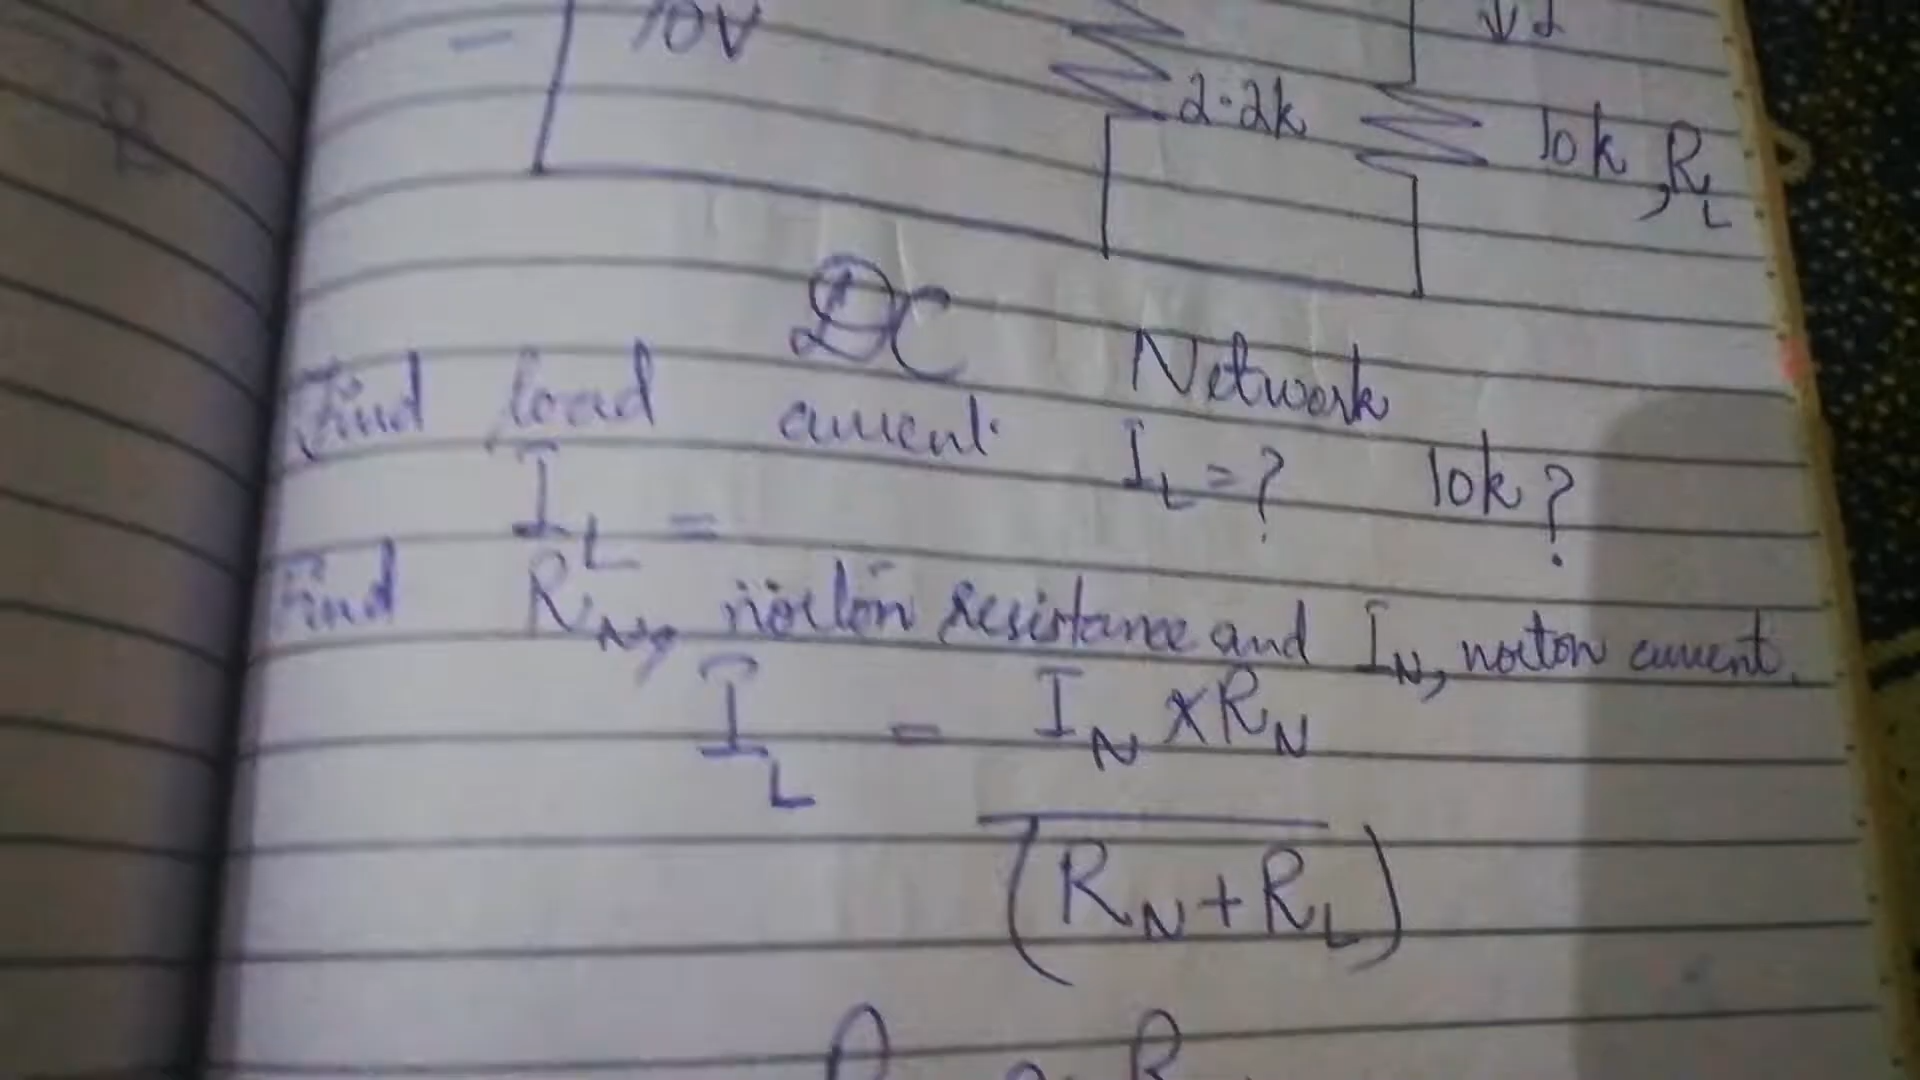 10V
2.2k
10k, RL
DC Network
Find load current IL = ? 10k ?
IL =
Find RN, norton resistance and IN, norton current.
IL = IN × RN
(RN + RL)